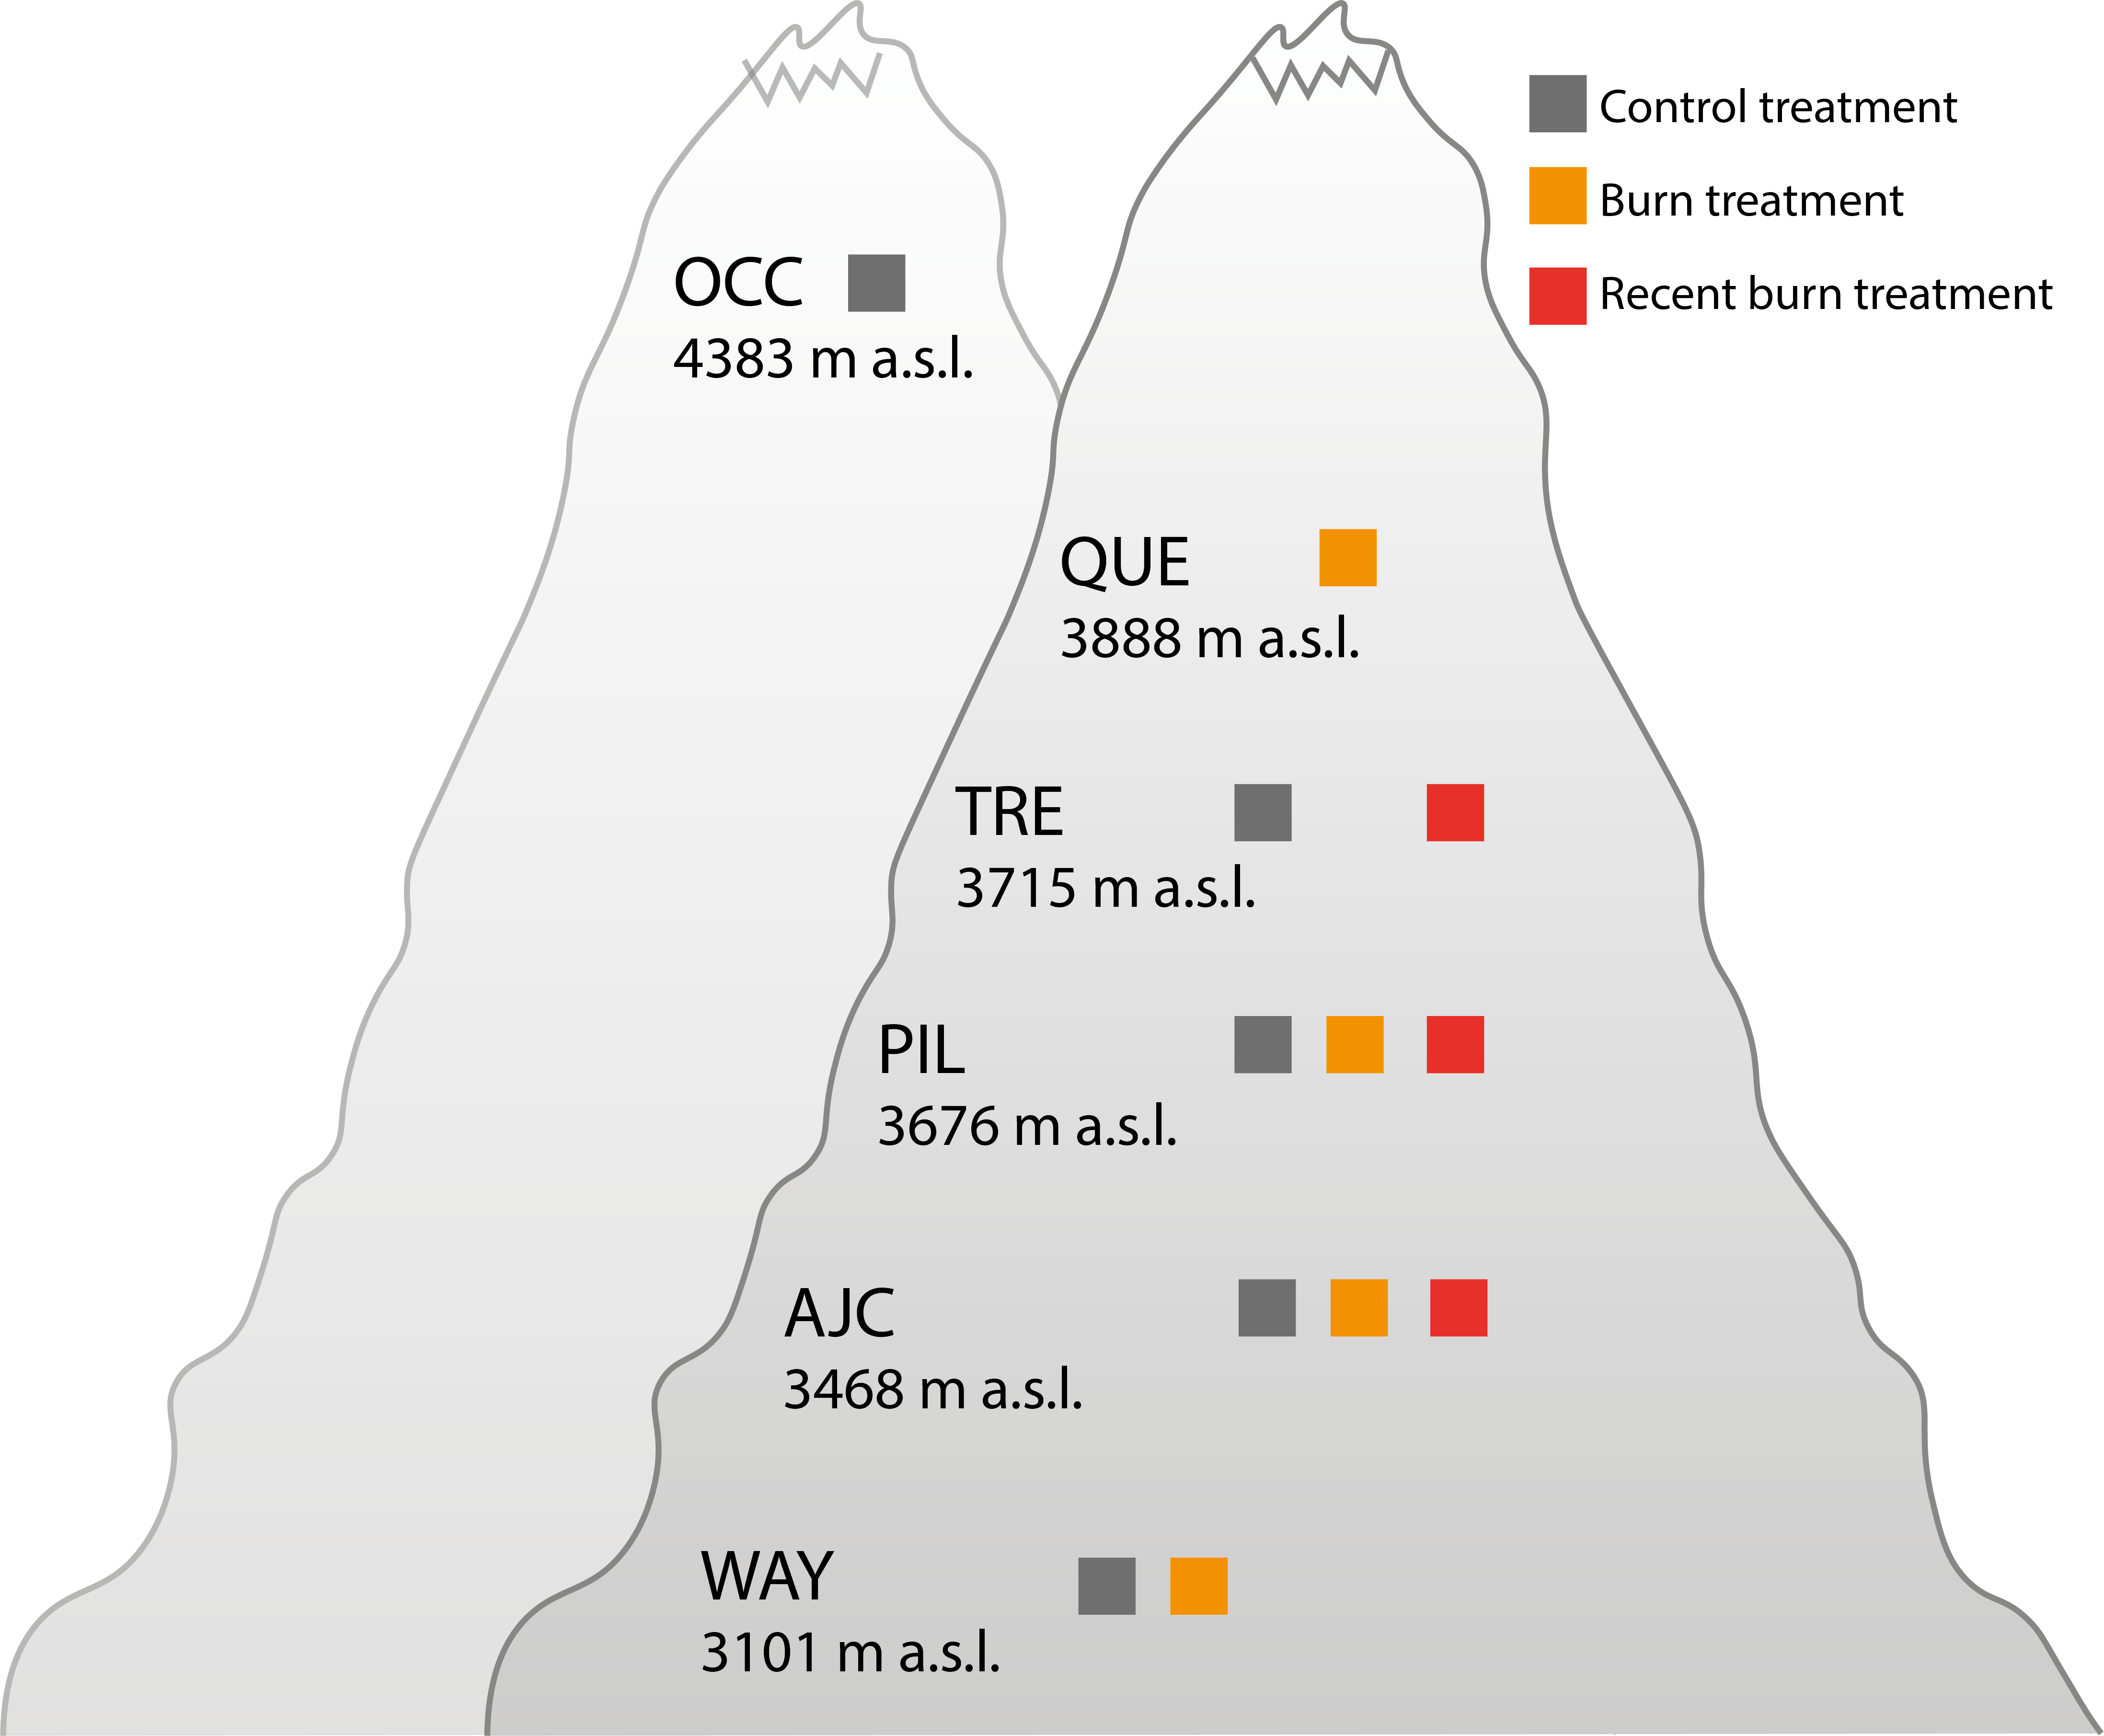 Control treatment
Burn treatment
Recent burn treatment
OCC
4383 m a.s.l.
QUE
3888 m a.s.l.
TRE
3715 m a.s.l.
PIL
3676 m a.s.l.
AJC
3468 m a.s.l.
WAY
3101 m a.s.l.